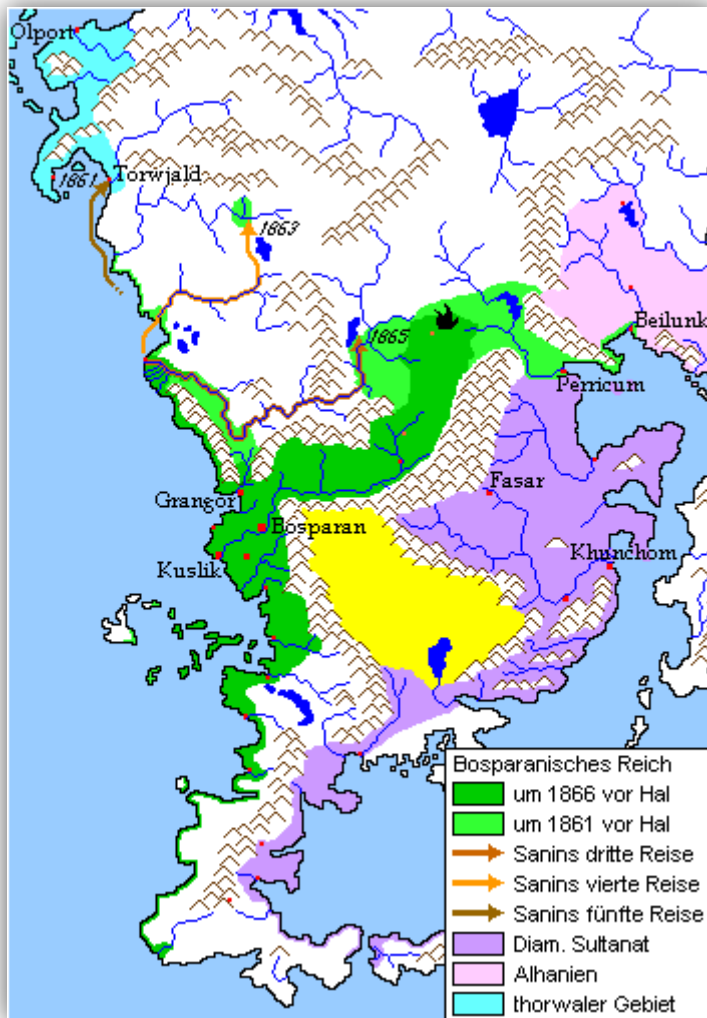 Olport
1861
Torwjald
1863
Beilunk
1865
Perricum
Grangor
Fasar
Bosparan
Kuslik
Khunchom
Bosparanisches Reich
um 1866 vor Hal
um 1861 vor Hal
Sanins dritte Reise
Sanins vierte Reise
Sanins fünfte Reise
Diam. Sultanat
Alhanien
thorwaler Gebiet